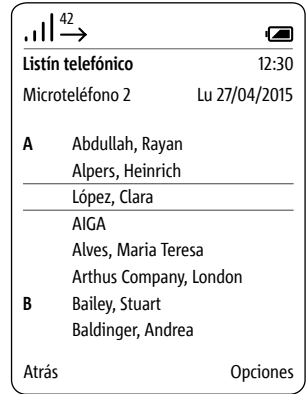 42
Listín telefónico 12:30
Microteléfono 2 Lu 27/04/2015
A Abdullah, Rayan
Alpers, Heinrich
López, Clara
AIGA
Alves, Maria Teresa
Arthus Company, London
B Bailey, Stuart
Baldinger, Andrea
Atrás Opciones